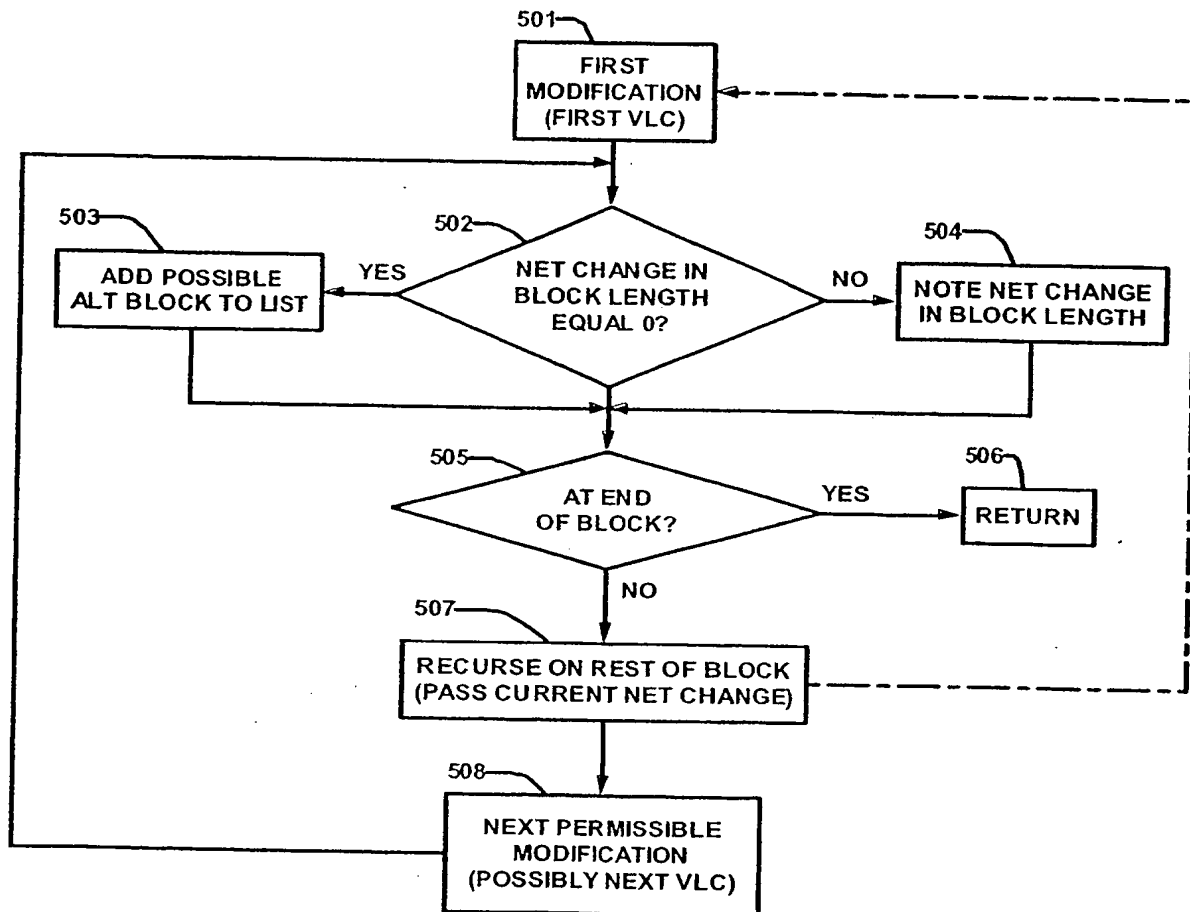 501
FIRST
MODIFICATION
(FIRST VLC)
502
NET CHANGE IN
BLOCK LENGTH
EQUAL 0?
503
YES
ADD POSSIBLE
ALT BLOCK TO LIST
504
NO
NOTE NET CHANGE
IN BLOCK LENGTH
505
AT END
OF BLOCK?
YES
506
RETURN
NO
507
RECURSE ON REST OF BLOCK
(PASS CURRENT NET CHANGE)
508
NEXT PERMISSIBLE
MODIFICATION
(POSSIBLY NEXT VLC)